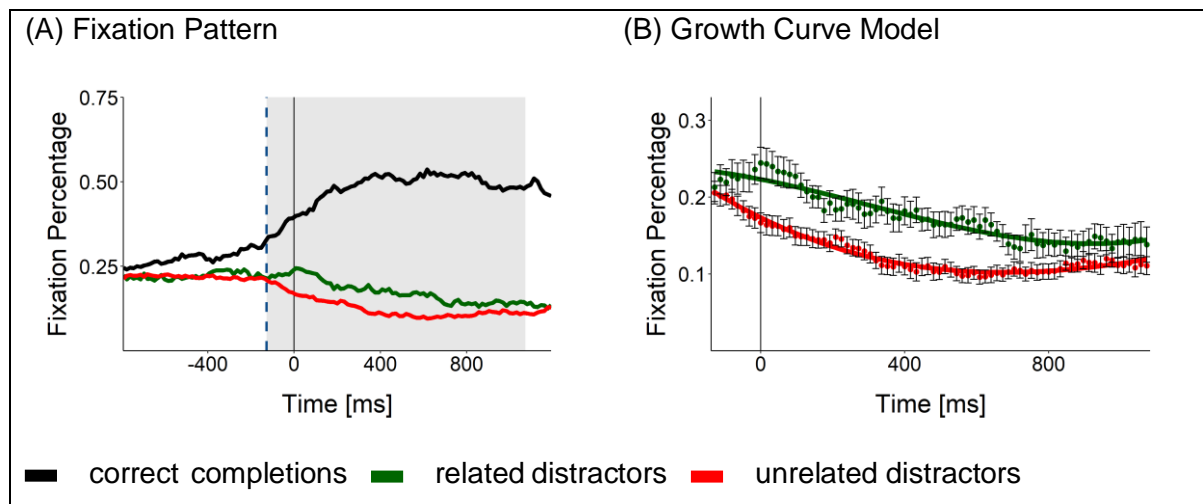 (A) Fixation Pattern
(B) Growth Curve Model
Fixation Percentage
0.75
0.50
0.25
-400 0 400 800
Time [ms]
Fixation Percentage
0.3
0.2
0.1
0 400 800
Time [ms]
correct completions related distractors unrelated distractors